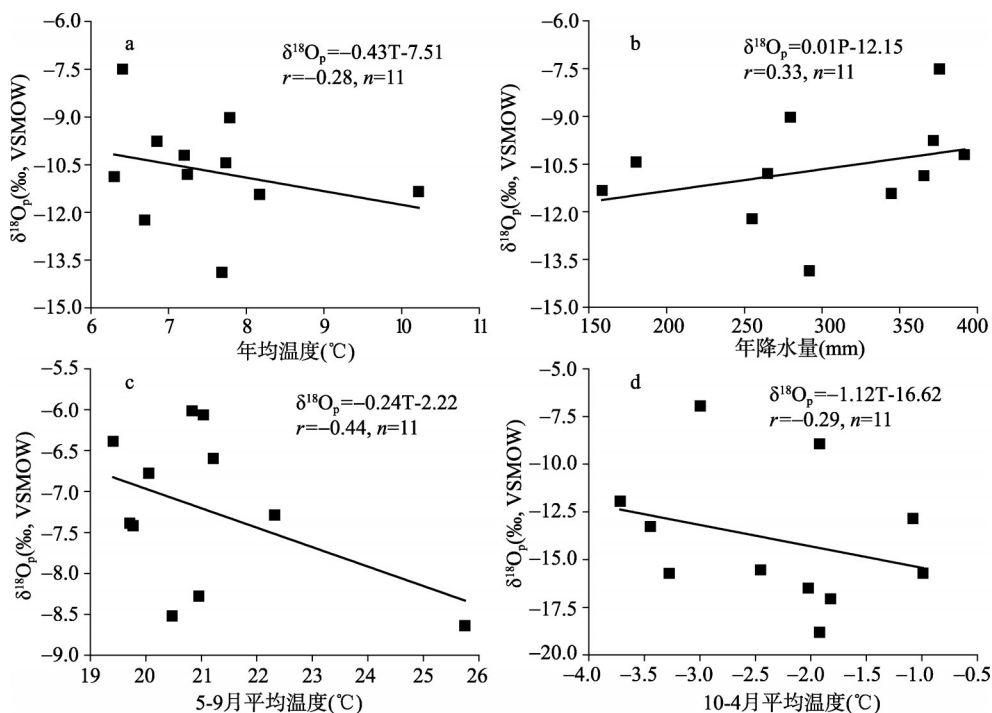 a
δ¹⁸Oₚ=−0.43T-7.51
r=−0.28, n=11
−6.0
−7.5
−9.0
−10.5
−12.0
−13.5
−15.0
δ¹⁸Oₚ(‰, VSMOW)
6 7 8 9 10 11
年均温度(℃)
b
δ¹⁸Oₚ=0.01P-12.15
r=0.33, n=11
−6.0
−7.5
−9.0
−10.5
−12.0
−13.5
−15.0
δ¹⁸Oₚ(‰, VSMOW)
150 200 250 300 350 400
年降水量(mm)
c
δ¹⁸Oₚ=−0.24T-2.22
r=−0.44, n=11
−5.5
−6.0
−6.5
−7.0
−7.5
−8.0
−8.5
−9.0
δ¹⁸Oₚ(‰, VSMOW)
19 20 21 22 23 24 25 26
5-9月平均温度(℃)
d
δ¹⁸Oₚ=−1.12T-16.62
r=−0.29, n=11
−5.0
−7.5
−10.0
−12.5
−15.0
−17.5
−20.0
δ¹⁸Oₚ(‰, VSMOW)
−4.0 −3.5 −3.0 −2.5 −2.0 −1.5 −1.0 −0.5
10-4月平均温度(℃)